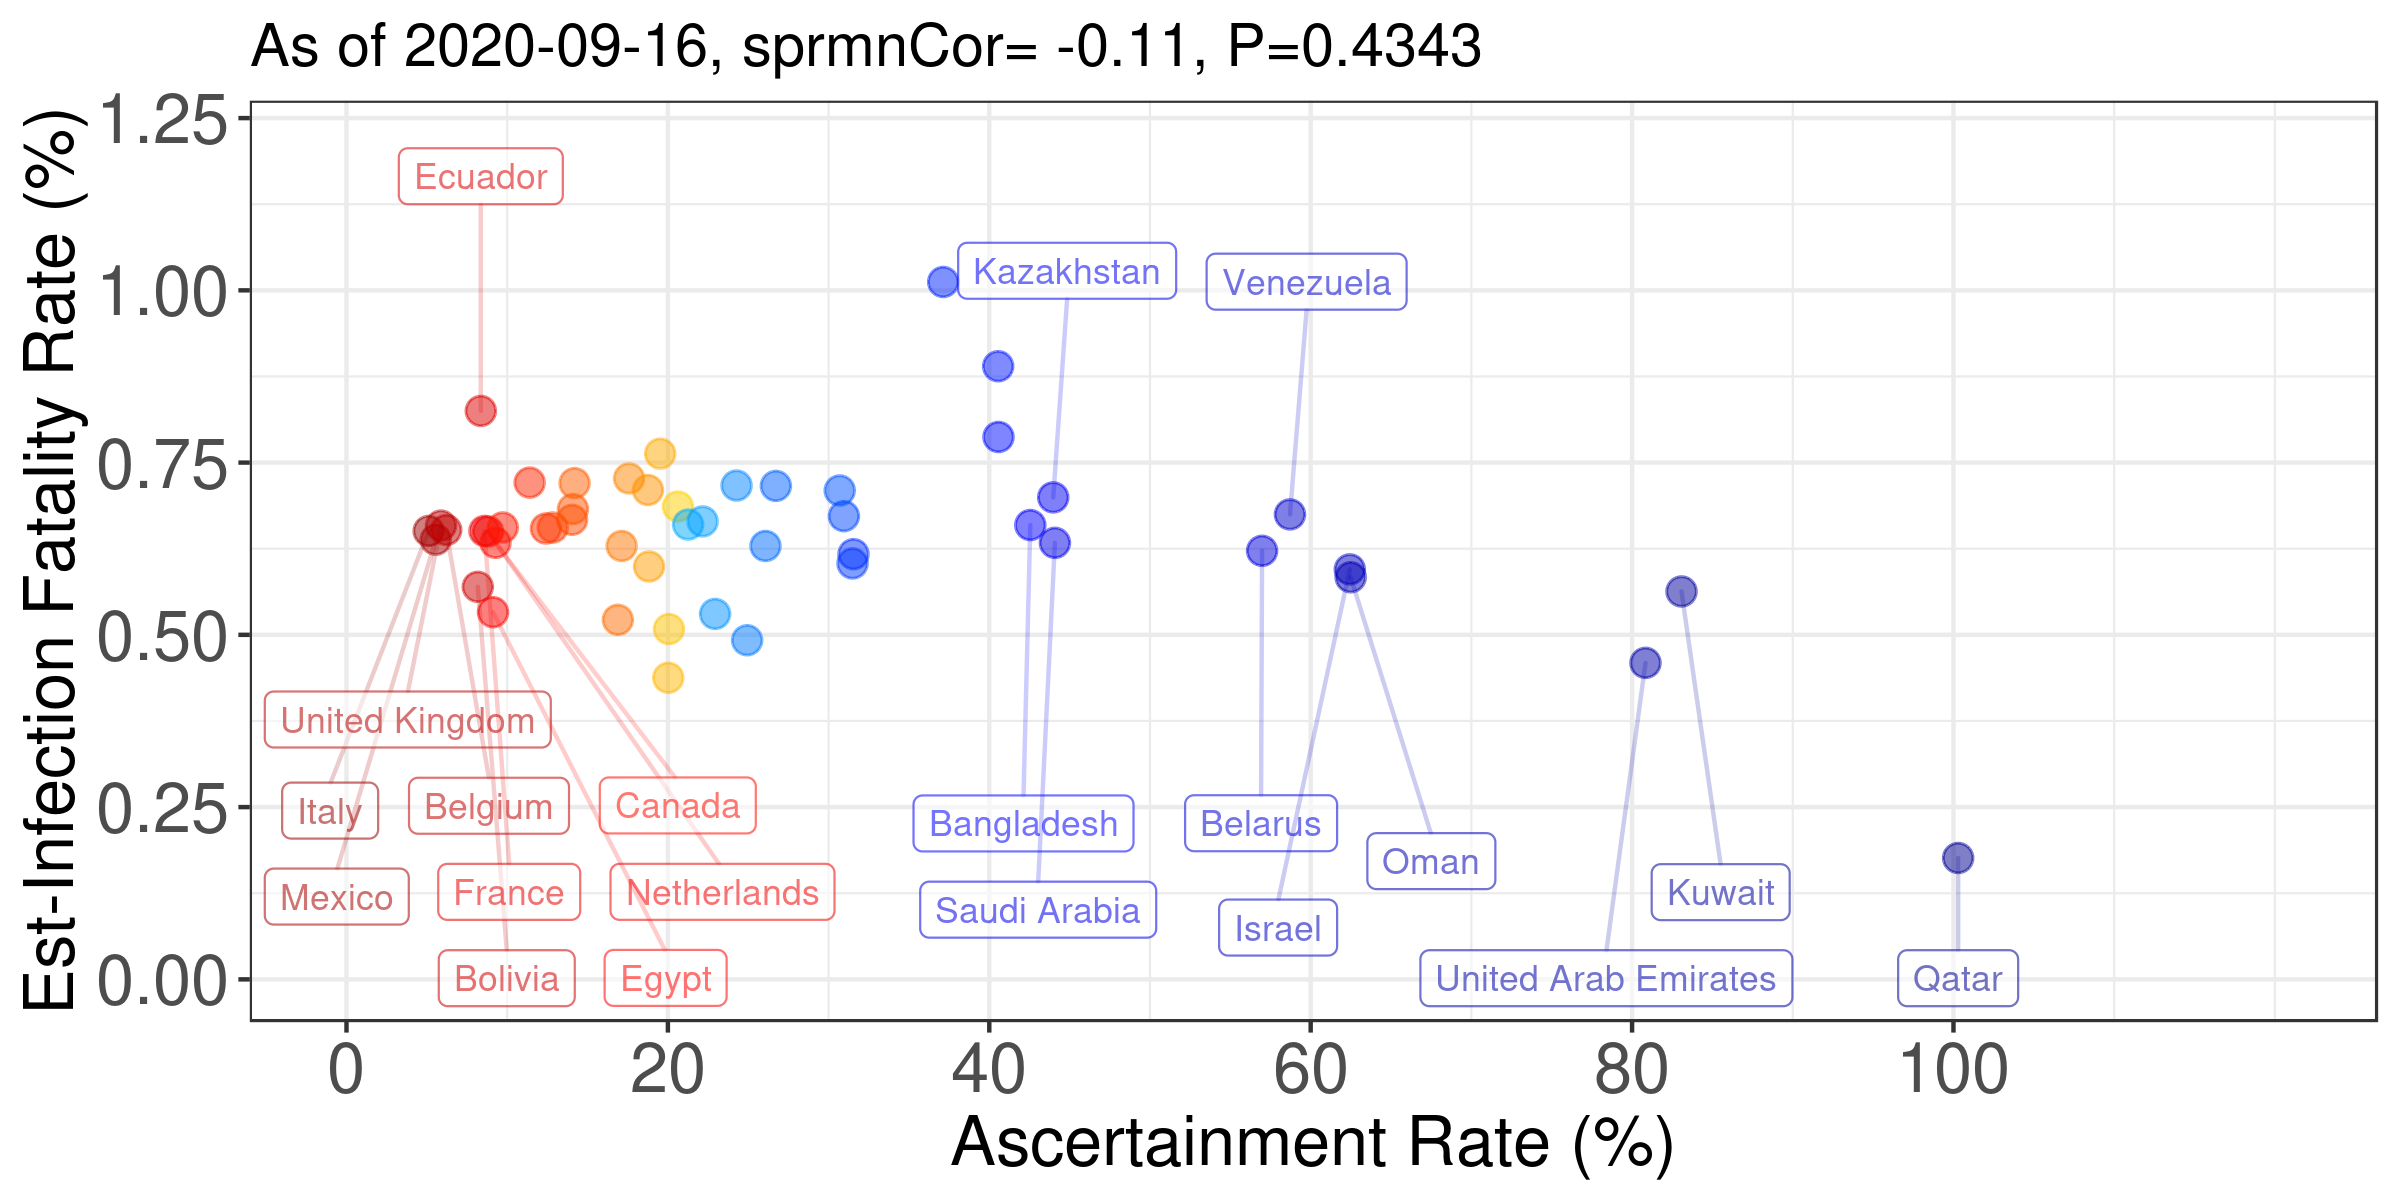 As of 2020-09-16, sprmnCor= -0.11, P=0.4343
Est-Infection Fatality Rate (%)
1.25
1.00
0.75
0.50
0.25
0.00
Ecuador
Kazakhstan
Venezuela
United Kingdom
Italy
Belgium
Canada
Bangladesh
Belarus
Oman
Mexico
France
Netherlands
Saudi Arabia
Israel
Kuwait
Bolivia
Egypt
United Arab Emirates
Qatar
0
20
40
60
80
100
Ascertainment Rate (%)